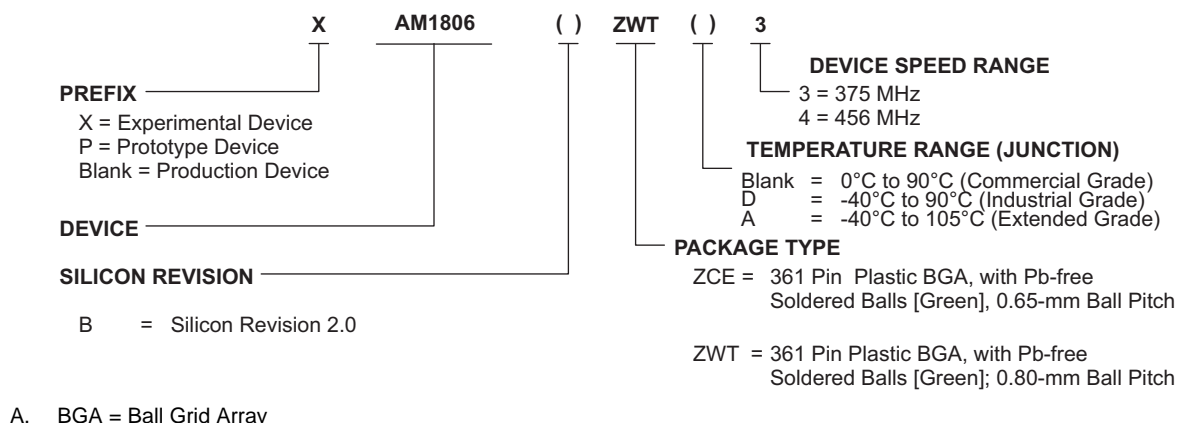 X AM1806 ( ) ZWT ( ) 3
PREFIX
X = Experimental Device
P = Prototype Device
Blank = Production Device
DEVICE
SILICON REVISION
B = Silicon Revision 2.0
DEVICE SPEED RANGE
3 = 375 MHz
4 = 456 MHz
TEMPERATURE RANGE (JUNCTION)
Blank = 0°C to 90°C (Commercial Grade)
D = -40°C to 90°C (Industrial Grade)
A = -40°C to 105°C (Extended Grade)
PACKAGE TYPE
ZCE = 361 Pin Plastic BGA, with Pb-free
Soldered Balls [Green], 0.65-mm Ball Pitch
ZWT = 361 Pin Plastic BGA, with Pb-free
Soldered Balls [Green]; 0.80-mm Ball Pitch
A. BGA = Ball Grid Array